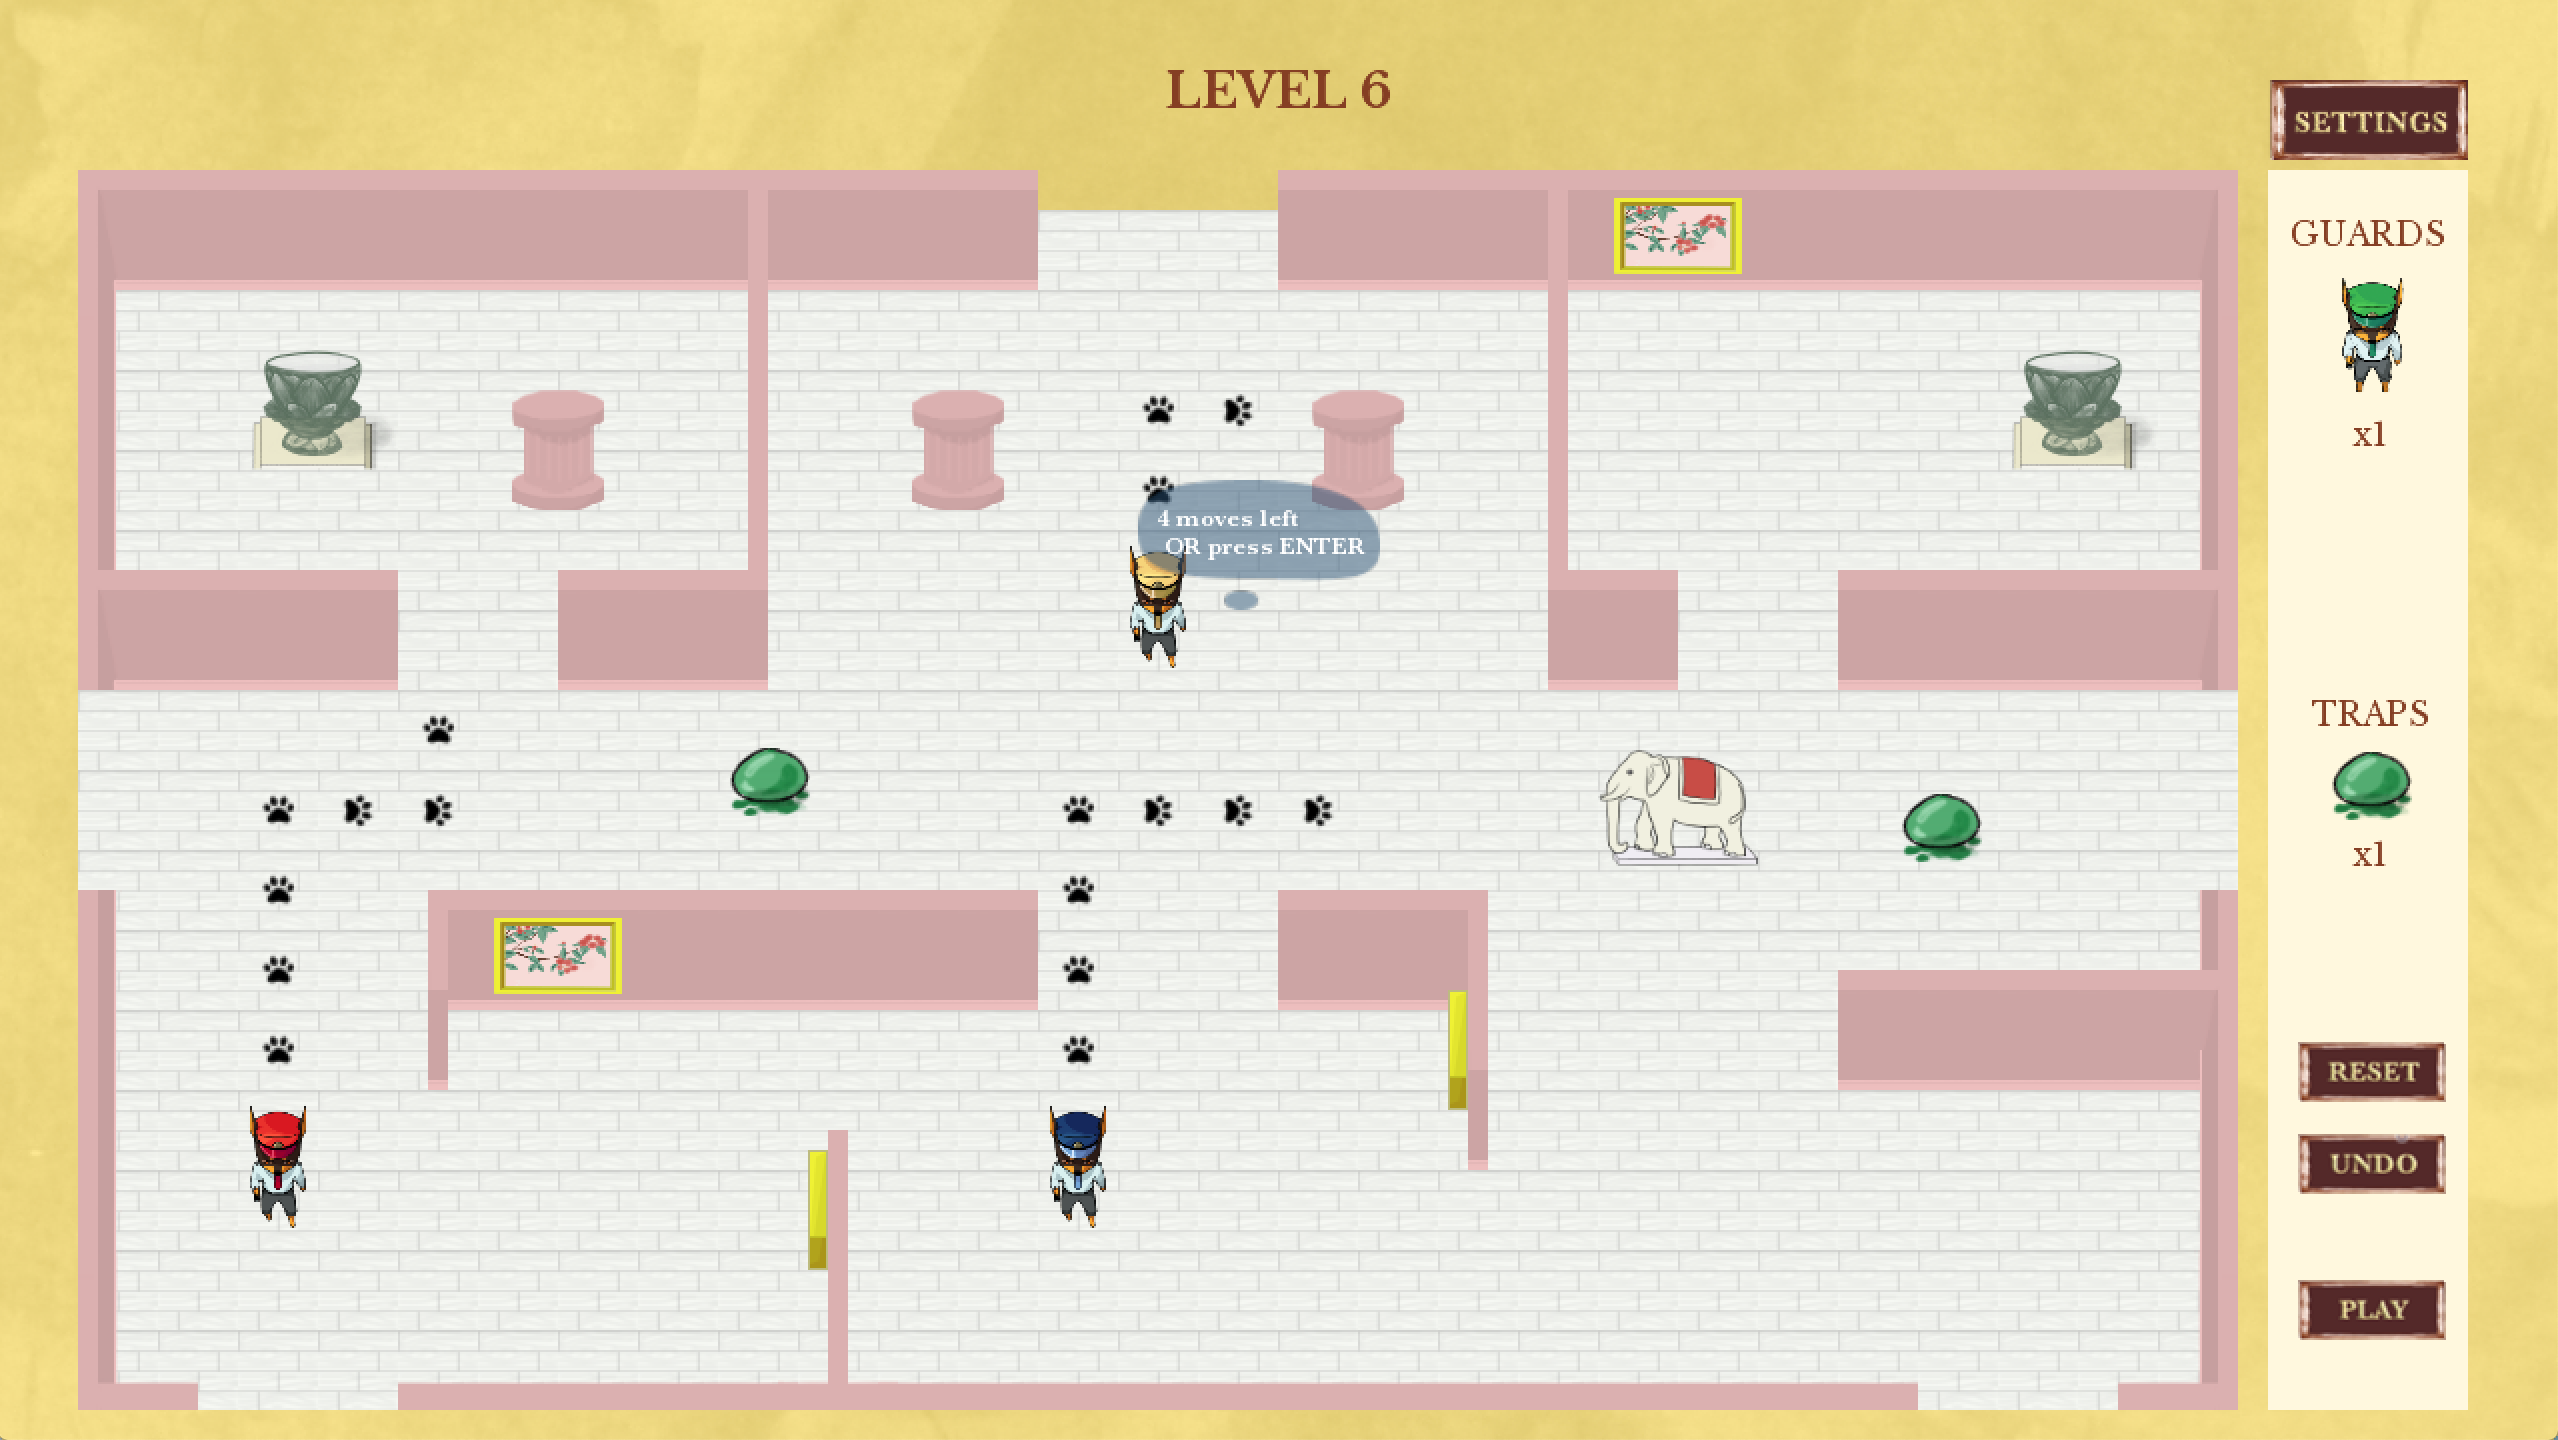 LEVEL 6
SETTINGS
GUARDS
x1
4 moves left
OR press ENTER
TRAPS
x1
RESET
UNDO
PLAY